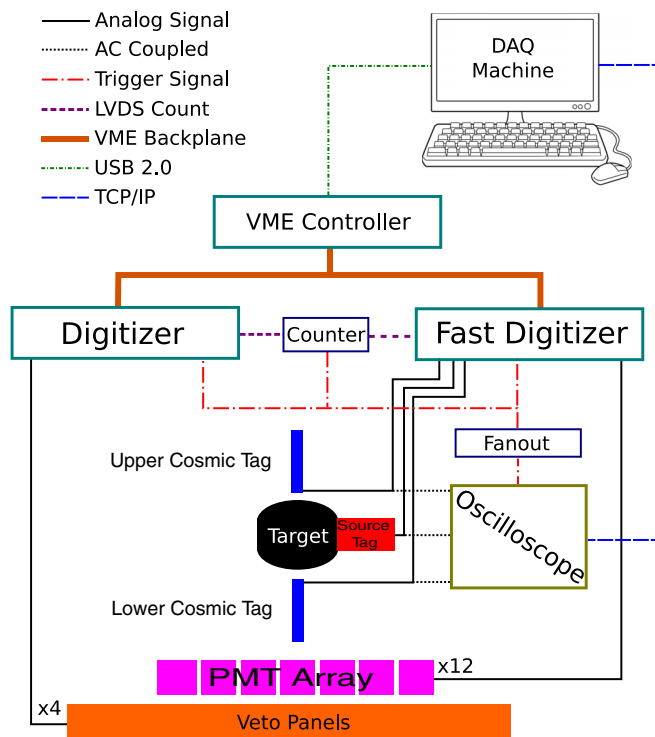 Analog Signal
AC Coupled
Trigger Signal
LVDS Count
VME Backplane
USB 2.0
TCP/IP
DAQ
Machine
VME Controller
Digitizer
Counter
Fast Digitizer
Fanout
Upper Cosmic Tag
Target
Source
Tag
Oscilloscope
Lower Cosmic Tag
PMT Array
x12
x4
Veto Panels